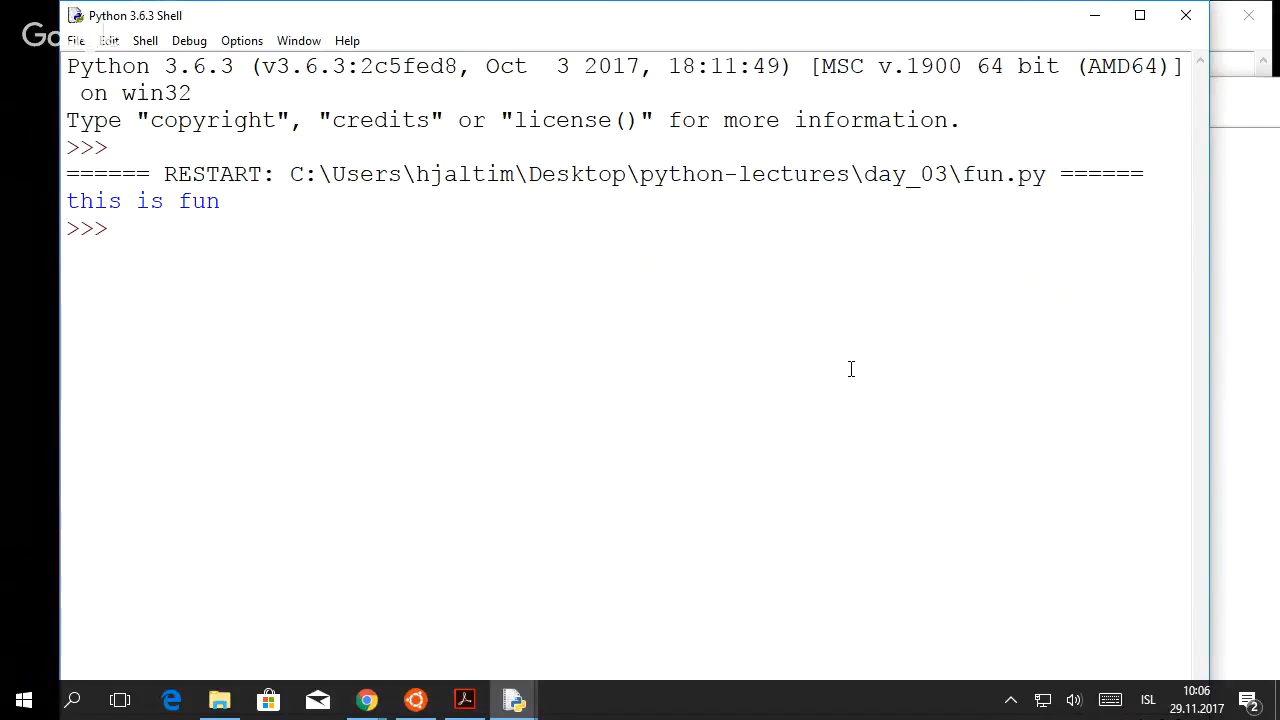 Python 3.6.3 Shell
File Edit Shell Debug Options Window Help
Python 3.6.3 (v3.6.3:2c5fed8, Oct  3 2017, 18:11:49) [MSC v.1900 64 bit (AMD64)]
 on win32
Type "copyright", "credits" or "license()" for more information.
>>>
====== RESTART: C:\Users\hjaltim\Desktop\python-lectures\day_03\fun.py ======
this is fun
>>>
ISL
10:06
29.11.2017
2